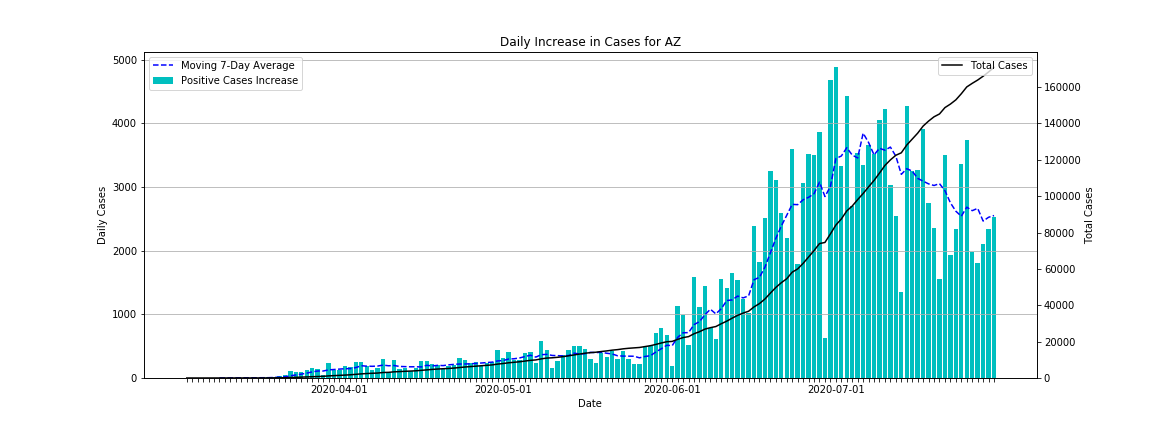 Daily Increase in Cases for AZ
Moving 7-Day Average
Positive Cases Increase
Total Cases
5000
4000
3000
2000
1000
0
Daily Cases
160000
140000
120000
100000
80000
60000
40000
20000
0
Total Cases
2020-04-01
2020-05-01
2020-06-01
2020-07-01
Date